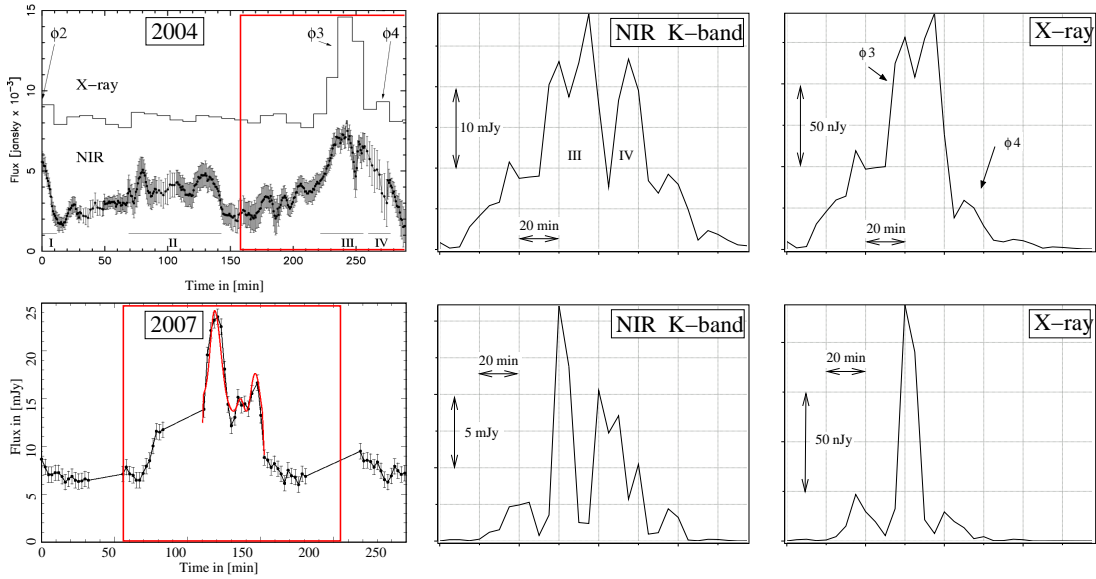 15
10
5
0
Flux [jansky x 10⁻³]
ϕ2
2004
ϕ3
ϕ4
X−ray
NIR
I
II
III
IV
0
50
100
150
200
250
Time in [min]
NIR K−band
10 mJy
III
IV
20 min
X−ray
ϕ3
50 nJy
ϕ4
20 min
25
20
15
10
5
0
Flux in [mJy]
2007
0
50
100
150
200
250
Time in [min]
NIR K−band
20 min
5 mJy
X−ray
20 min
50 nJy